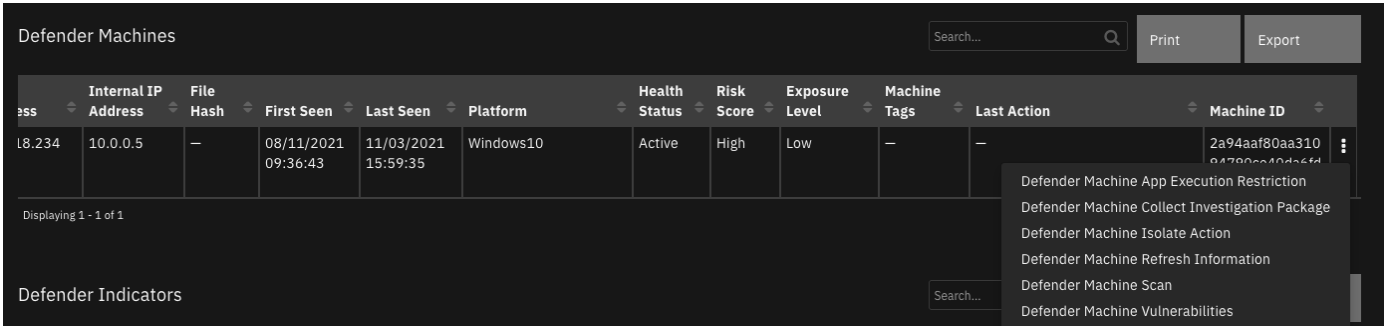 Defender Machines
Search...
Print
Export
ess
Internal IP Address
File Hash
First Seen
Last Seen
Platform
Health Status
Risk Score
Exposure Level
Machine Tags
Last Action
Machine ID
18.234
10.0.0.5
—
08/11/2021 09:36:43
11/03/2021 15:59:35
Windows10
Active
High
Low
—
—
2a94aaf80aa310
Displaying 1 - 1 of 1
Defender Machine App Execution Restriction
Defender Machine Collect Investigation Package
Defender Machine Isolate Action
Defender Machine Refresh Information
Defender Machine Scan
Defender Machine Vulnerabilities
Defender Indicators
Search...